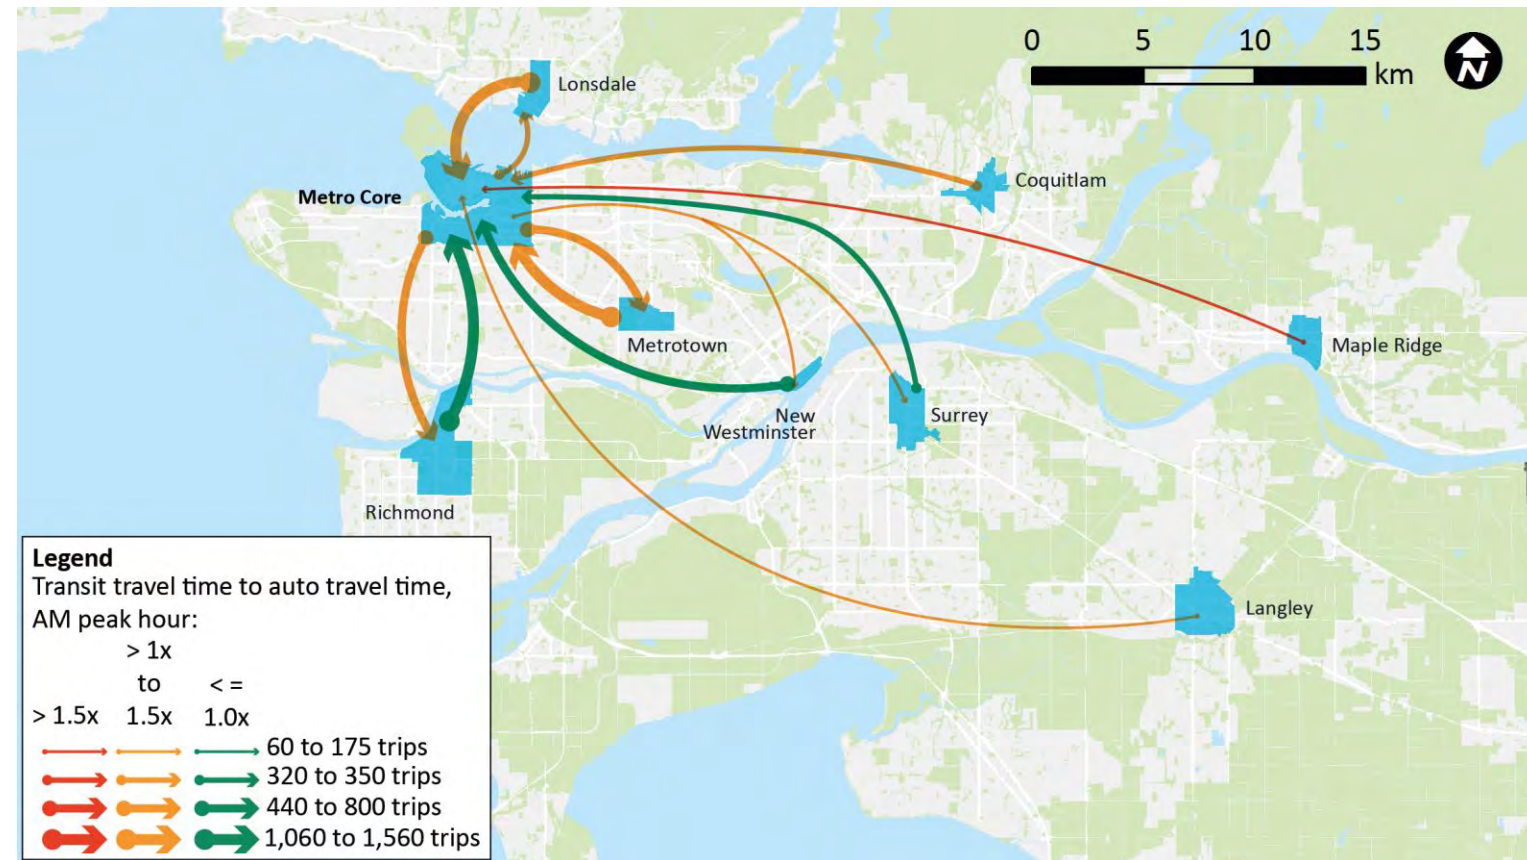 0 5 10 15
km
N
Lonsdale
Metro Core
Coquitlam
Metrotown
Maple Ridge
New
Westminster
Surrey
Richmond
Langley
Legend
Transit travel time to auto travel time,
AM peak hour:
> 1x
to < =
> 1.5x 1.5x 1.0x
60 to 175 trips
320 to 350 trips
440 to 800 trips
1,060 to 1,560 trips